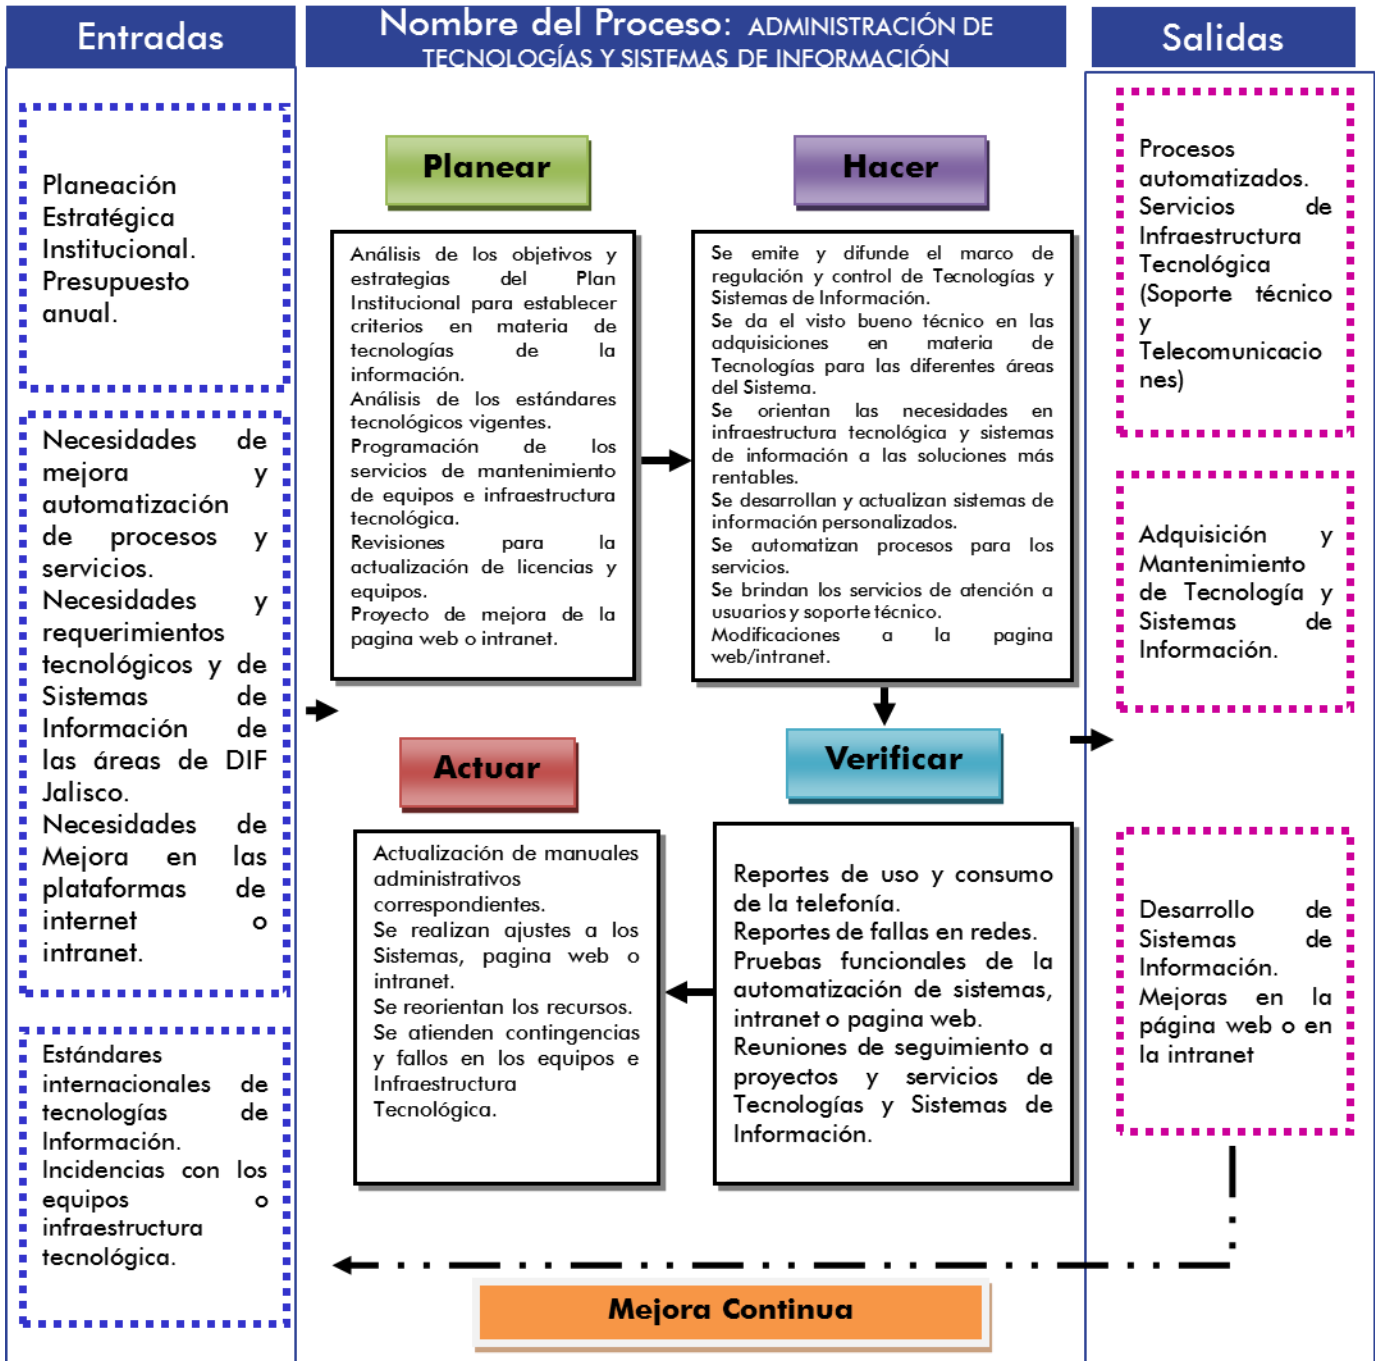 Entradas
Nombre del Proceso: ADMINISTRACIÓN DE
TECNOLOGÍAS Y SISTEMAS DE INFORMACIÓN
Salidas
Planeación
Estratégica
Institucional.
Presupuesto
anual.
Necesidades de
mejora y
automatización
de procesos y
servicios.
Necesidades y
requerimientos
tecnológicos y de
Sistemas de
Información de
las áreas de DIF
Jalisco.
Necesidades de
Mejora en las
plataformas de
internet o
intranet.
Estándares
internacionales de
tecnologías de
Información.
Incidencias con los
equipos o
infraestructura
tecnológica.
Planear
Análisis de los objetivos y
estrategias del Plan
Institucional para establecer
criterios en materia de
tecnologías de la
información.
Análisis de los estándares
tecnológicos vigentes.
Programación de los
servicios de mantenimiento
de equipos e infraestructura
tecnológica.
Revisiones para la
actualización de licencias y
equipos.
Proyecto de mejora de la
pagina web o intranet.
Hacer
Se emite y difunde el marco de
regulación y control de Tecnologías y
Sistemas de Información.
Se da el visto bueno técnico en las
adquisiciones en materia de
Tecnologías para las diferentes áreas
del Sistema.
Se orientan las necesidades en
infraestructura tecnológica y sistemas
de información a las soluciones más
rentables.
Se desarrollan y actualizan sistemas de
información personalizados.
Se automatizan procesos para los
servicios.
Se brindan los servicios de atención a
usuarios y soporte técnico.
Modificaciones a la pagina
web/intranet.
Actuar
Actualización de manuales
administrativos
correspondientes.
Se realizan ajustes a los
Sistemas, pagina web o
intranet.
Se reorientan los recursos.
Se atienden contingencias
y fallos en los equipos e
Infraestructura
Tecnológica.
Verificar
Reportes de uso y consumo
de la telefonía.
Reportes de fallas en redes.
Pruebas funcionales de la
automatización de sistemas,
intranet o pagina web.
Reuniones de seguimiento a
proyectos y servicios de
Tecnologías y Sistemas de
Información.
Procesos
automatizados.
Servicios de
Infraestructura
Tecnológica
(Soporte técnico
y
Telecomunicacio
nes)
Adquisición y
Mantenimiento
de Tecnología y
Sistemas de
Información.
Desarrollo de
Sistemas de
Información.
Mejoras en la
página web o en
la intranet
Mejora Continua